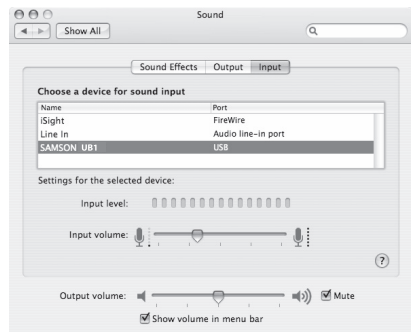 Sound
Show All
Sound Effects Output Input
Choose a device for sound input
Name Port
iSight FireWire
Line In Audio line-in port
SAMSON UB1 USB
Settings for the selected device:
Input level:
Input volume:
?
Output volume: Mute
Show volume in menu bar